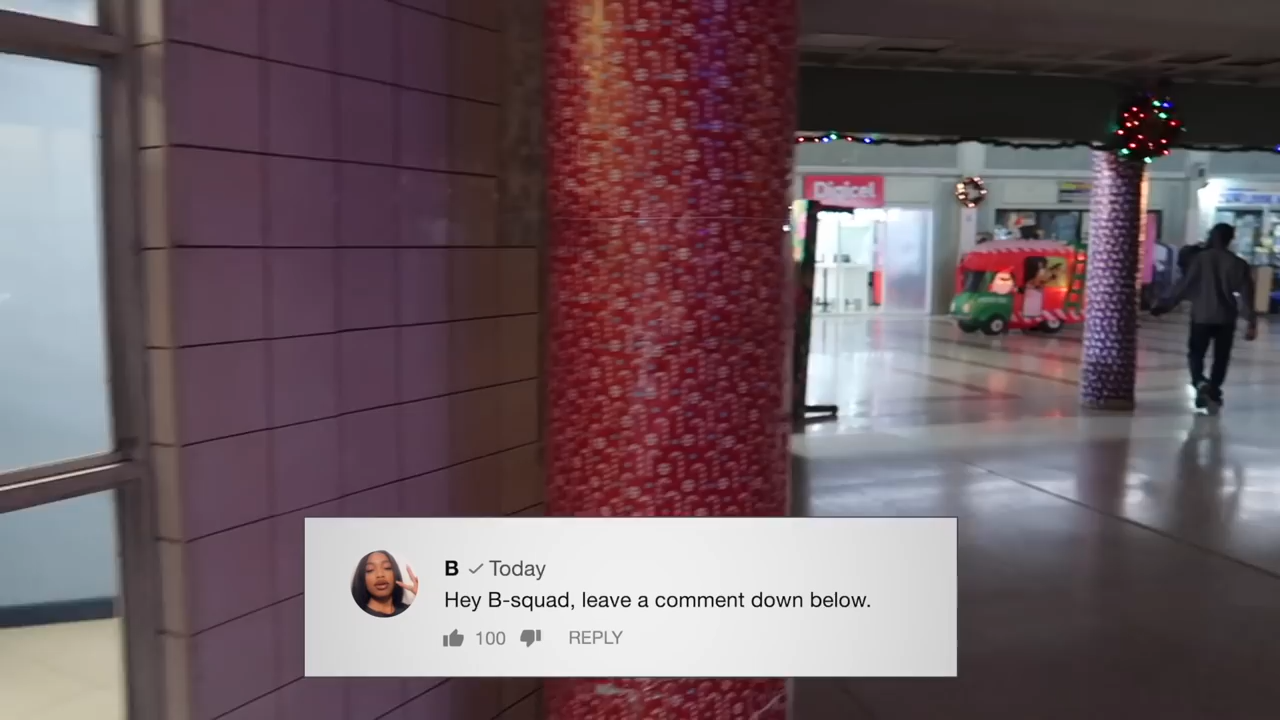 Digicel
B ✓ Today
Hey B-squad, leave a comment down below.
100 REPLY